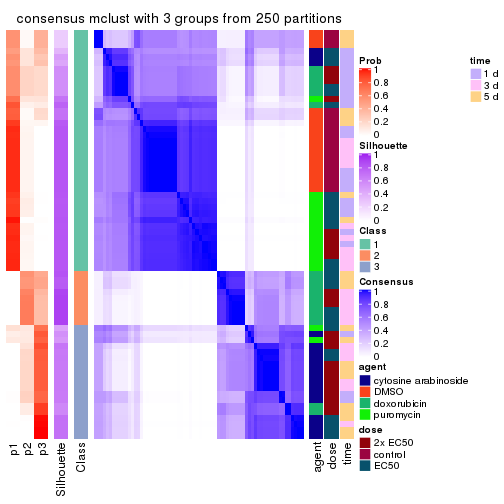 consensus mclust with 3 groups from 250 partitions
Prob
1
0.8
0.6
0.4
0.2
0
time
1 d
3 d
5 d
Silhouette
1
0.8
0.6
0.4
0.2
0
Class
1
2
3
Consensus
1
0.8
0.6
0.4
0.2
0
agent
cytosine arabinoside
DMSO
doxorubicin
puromycin
dose
2x EC50
control
EC50
p1
p2
p3
Silhouette
Class
agent
dose
time